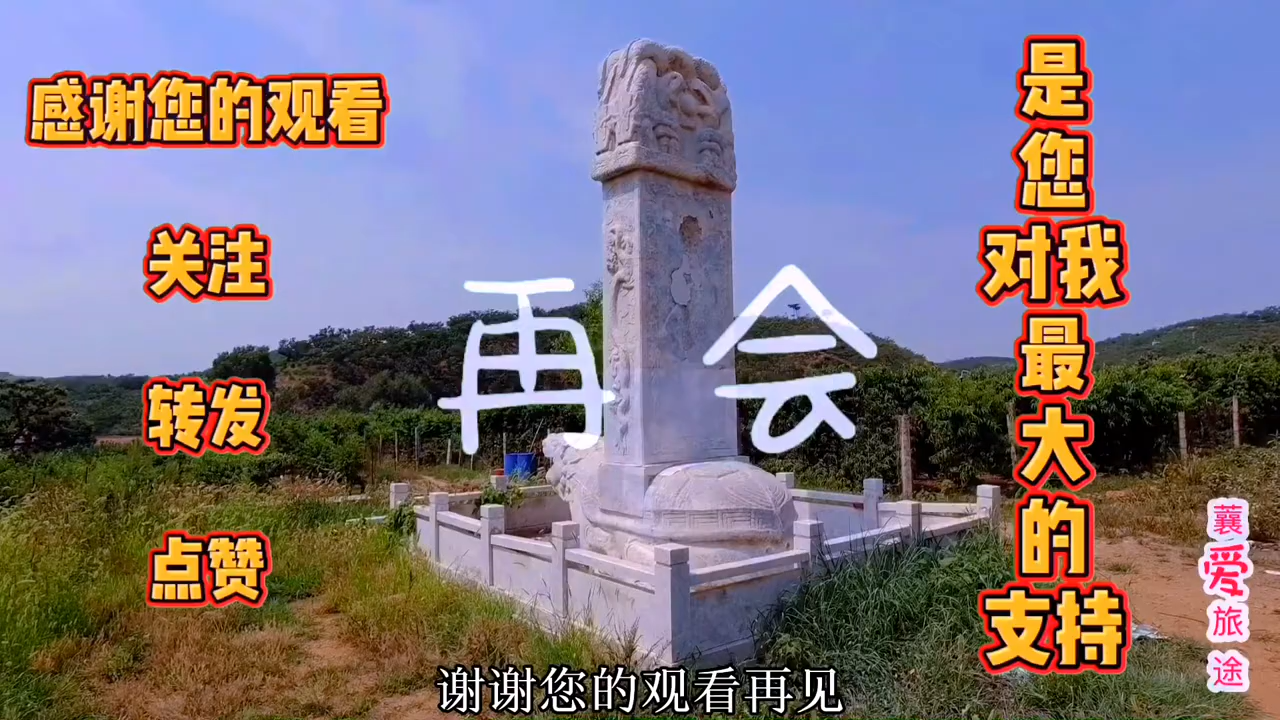 感谢您的观看
关注
转发
点赞
再会
是您对我最大的支持
蘘爱旅途
谢谢您的观看再见